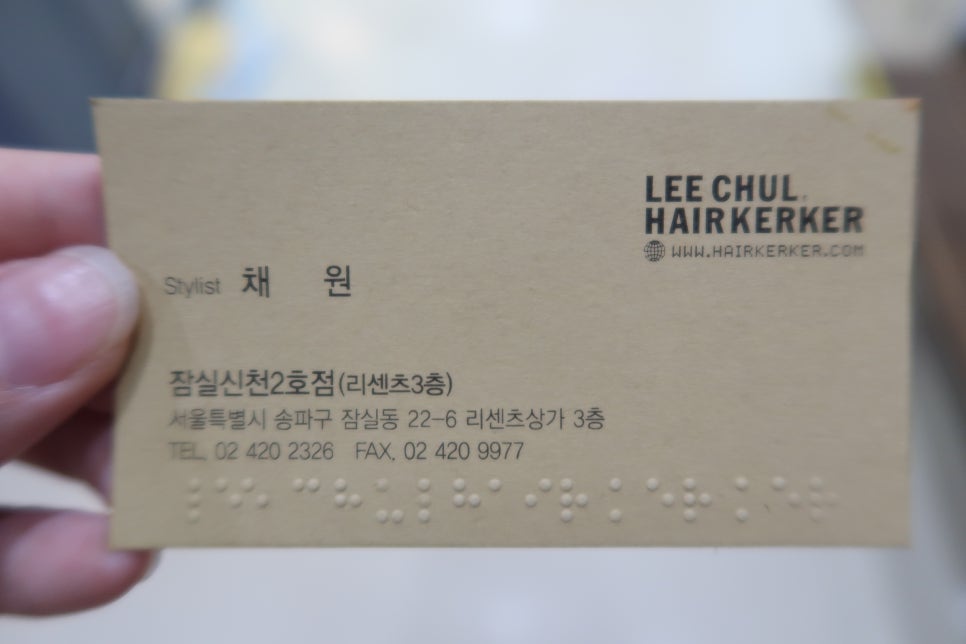 LEE CHUL
HAIRKERKER
WWW.HAIRKERKER.COM
Stylist 채 원
잠실신천2호점(리센츠3층)
서울특별시 송파구 잠실동 22-6 리센츠상가 3층
TEL. 02 420 2326 FAX. 02 420 9977